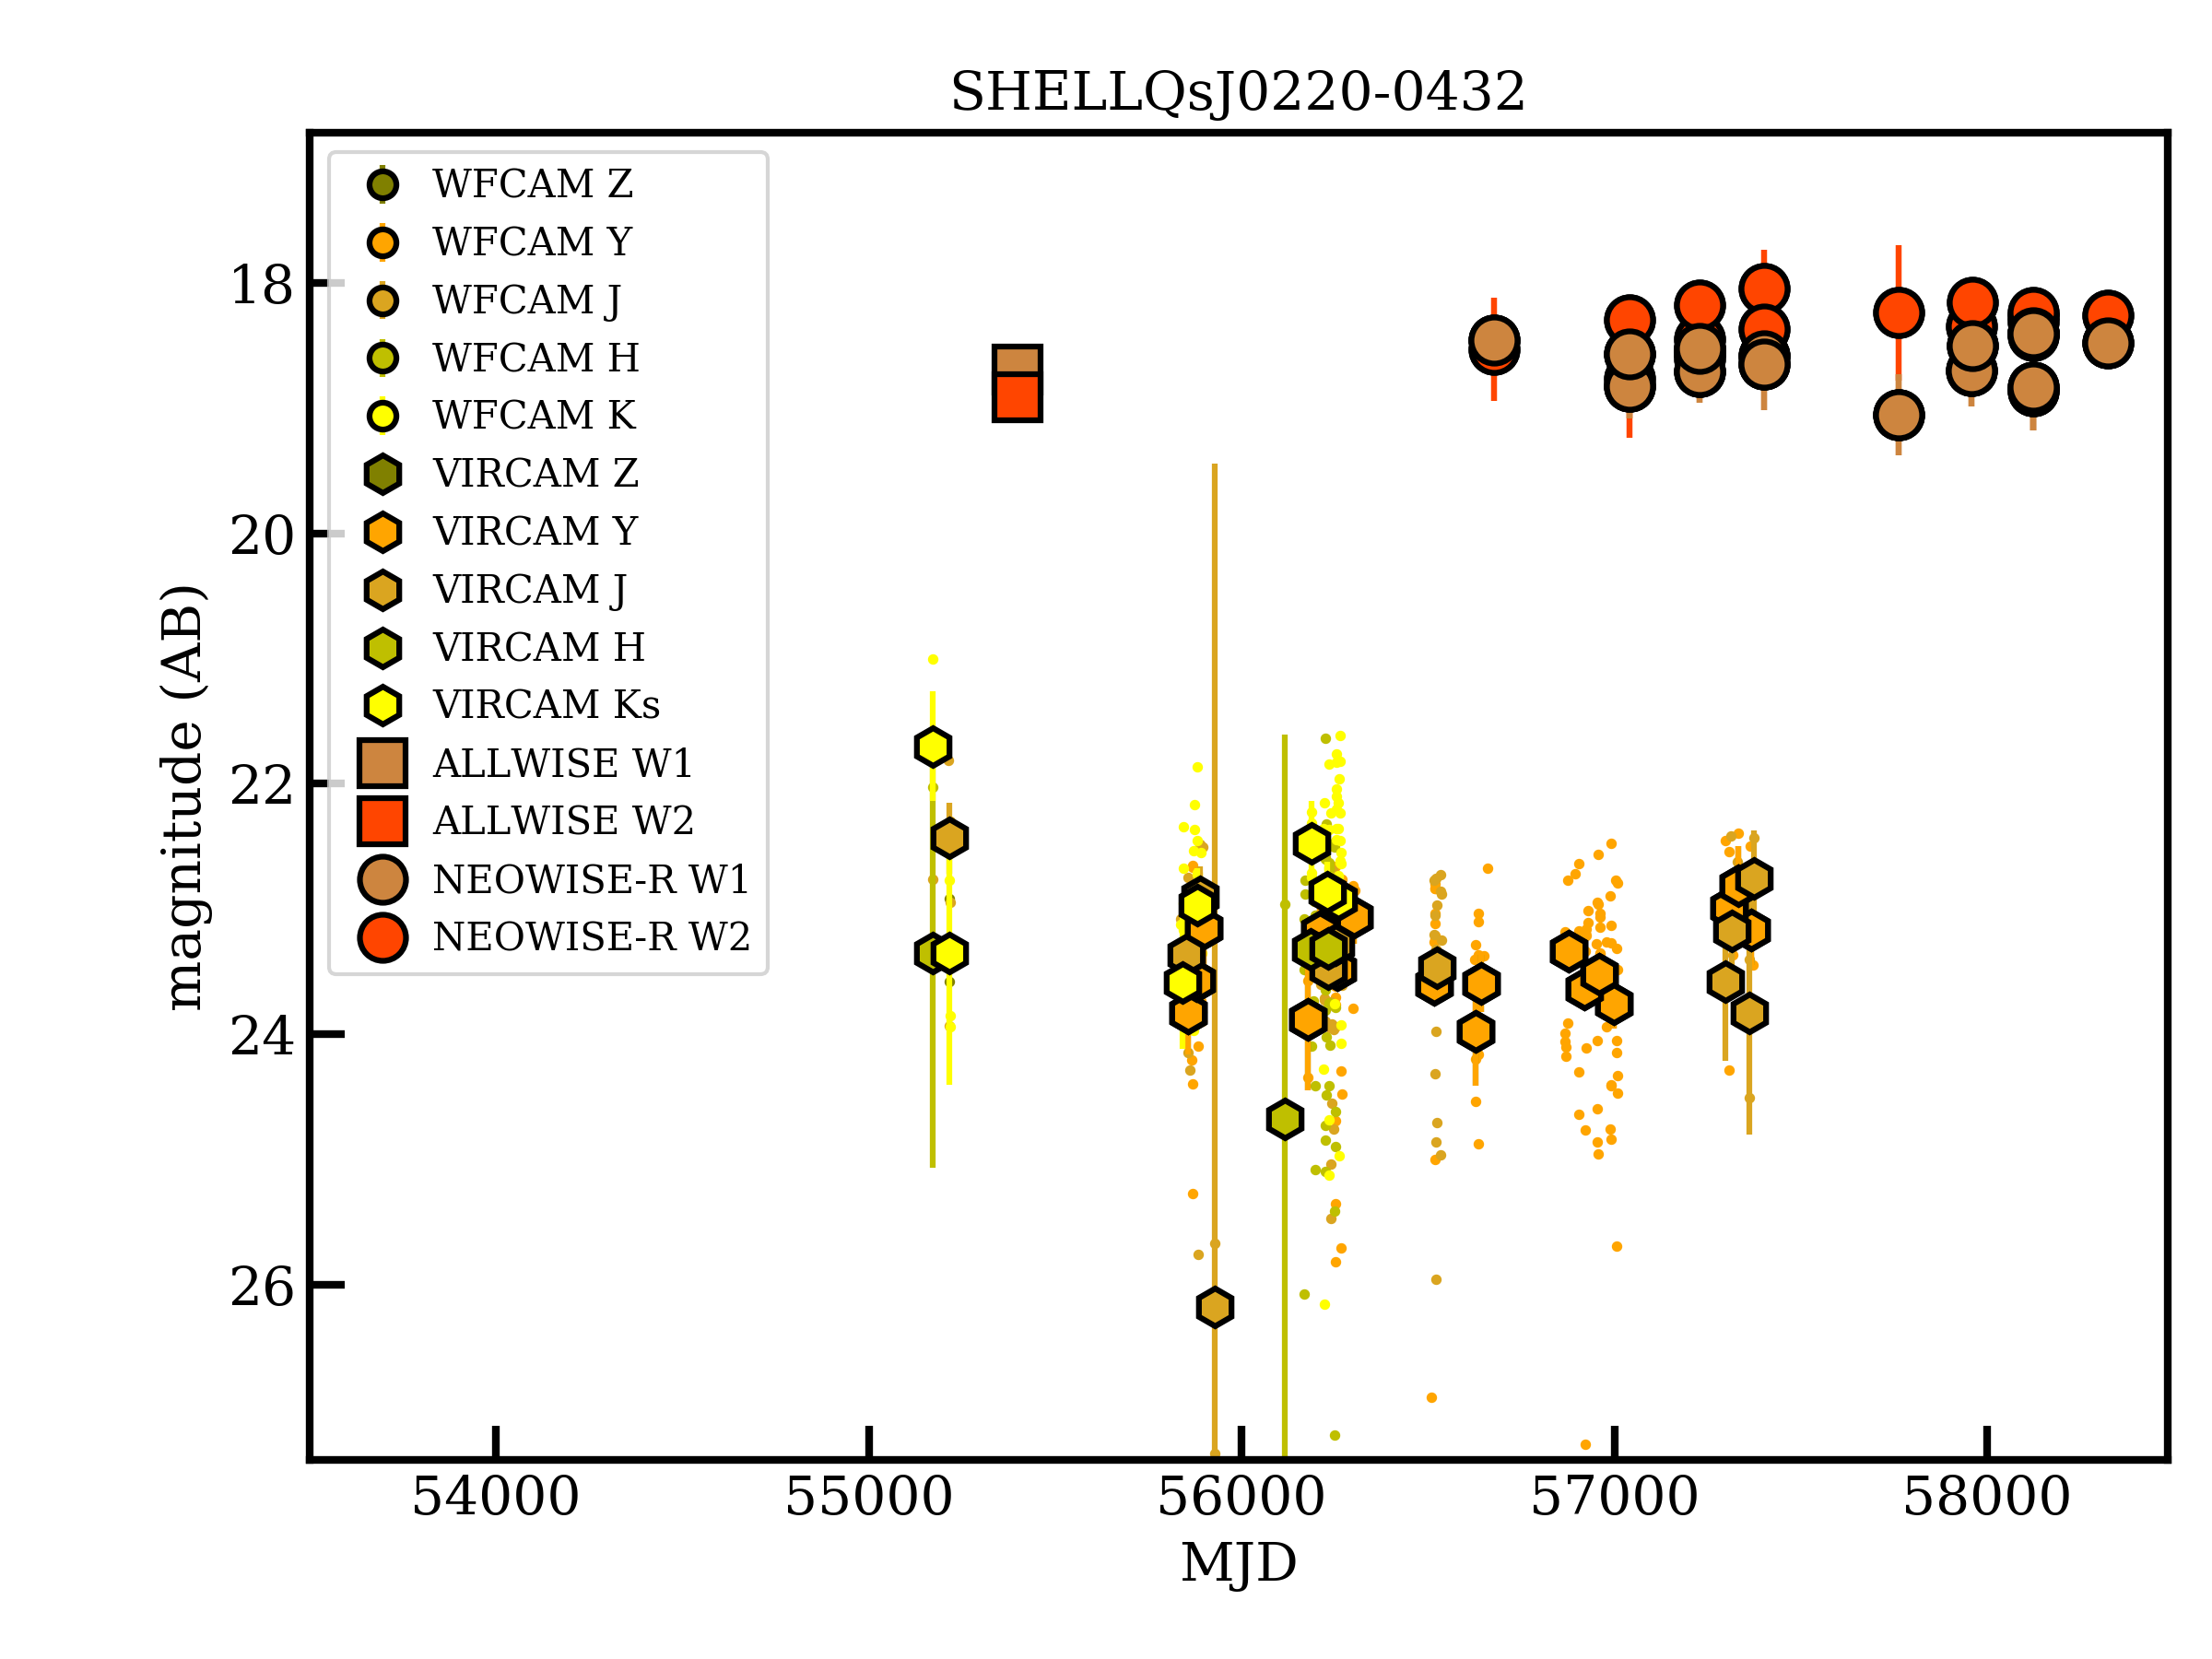 SHELLQsJ0220-0432
WFCAM Z
WFCAM Y
WFCAM J
WFCAM H
WFCAM K
VIRCAM Z
VIRCAM Y
VIRCAM J
VIRCAM H
VIRCAM Ks
ALLWISE W1
ALLWISE W2
NEOWISE-R W1
NEOWISE-R W2
magnitude (AB)
18
20
22
24
26
54000 55000 56000 57000 58000
MJD